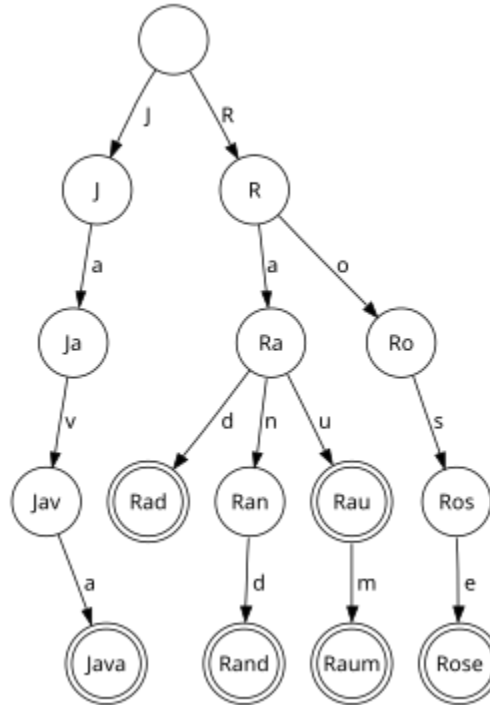 J R
J R
a a o
Ja Ra Ro
v d n u s
Jav Rad Ran Rau Ros
a d m e
Java Rand Raum Rose